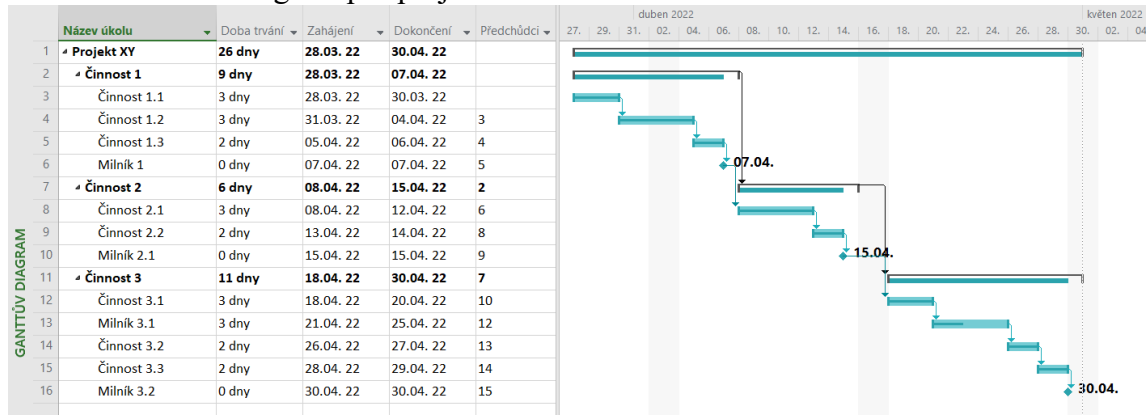 duben 2022 květen 2022
Název úkolu Doba trvání Zahájení Dokončení Předchůdci 27. 29. 31. 02. 04. 06. 08. 10. 12. 14. 16. 18. 20. 22. 24. 26. 28. 30. 02. 04
1 Projekt XY 26 dny 28.03. 22 30.04. 22
2 Činnost 1 9 dny 28.03. 22 07.04. 22
3 Činnost 1.1 3 dny 28.03. 22 30.03. 22
4 Činnost 1.2 3 dny 31.03. 22 04.04. 22 3
5 Činnost 1.3 2 dny 05.04. 22 06.04. 22 4
6 Milník 1 0 dny 07.04. 22 07.04. 22 5 07.04.
7 Činnost 2 6 dny 08.04. 22 15.04. 22 2
8 Činnost 2.1 3 dny 08.04. 22 12.04. 22 6
9 Činnost 2.2 2 dny 13.04. 22 14.04. 22 8
10 Milník 2.1 0 dny 15.04. 22 15.04. 22 9 15.04.
11 Činnost 3 11 dny 18.04. 22 30.04. 22 7
12 Činnost 3.1 3 dny 18.04. 22 20.04. 22 10
13 Milník 3.1 3 dny 21.04. 22 25.04. 22 12
14 Činnost 3.2 2 dny 26.04. 22 27.04. 22 13
15 Činnost 3.3 2 dny 28.04. 22 29.04. 22 14
16 Milník 3.2 0 dny 30.04. 22 30.04. 22 15 30.04.
GANTTŮV DIAGRAM